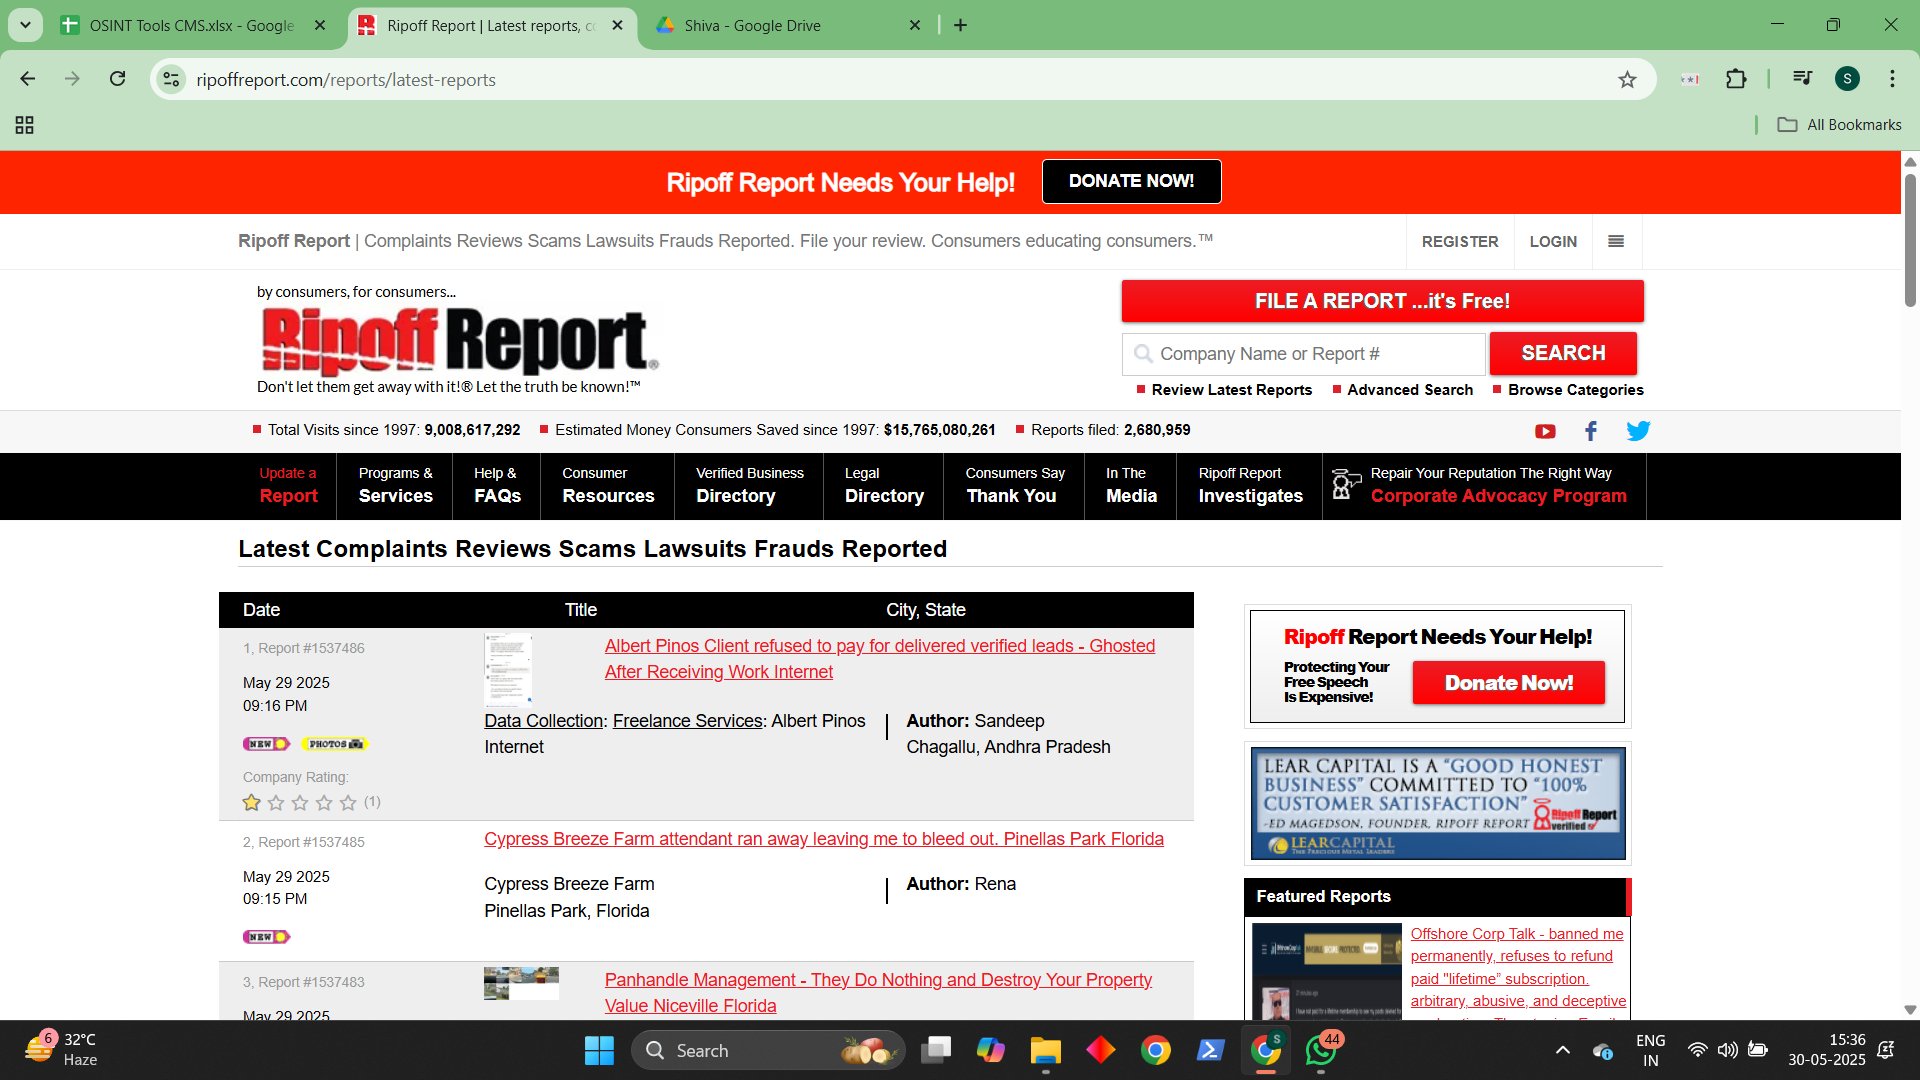 OSINT Tools CMS.xlsx - Google
Ripoff Report | Latest reports, co
Shiva - Google Drive
ripoffreport.com/reports/latest-reports
S
All Bookmarks
Ripoff Report Needs Your Help!
DONATE NOW!
Ripoff Report | Complaints Reviews Scams Lawsuits Frauds Reported. File your review. Consumers educating consumers.™
REGISTER
LOGIN
by consumers, for consumers...
Ripoff Report®
Don't let them get away with it!® Let the truth be known!™
FILE A REPORT ...it's Free!
Company Name or Report #
SEARCH
Review Latest Reports
Advanced Search
Browse Categories
Total Visits since 1997: 9,008,617,292
Estimated Money Consumers Saved since 1997: $15,765,080,261
Reports filed: 2,680,959
Update a
Report
Programs &
Services
Help &
FAQs
Consumer
Resources
Verified Business
Directory
Legal
Directory
Consumers Say
Thank You
In The
Media
Ripoff Report
Investigates
Repair Your Reputation The Right Way
Corporate Advocacy Program
Latest Complaints Reviews Scams Lawsuits Frauds Reported
Date
Title
City, State
1, Report #1537486
May 29 2025
09:16 PM
NEW
PHOTOS
Company Rating:
(1)
Albert Pinos Client refused to pay for delivered verified leads - Ghosted
After Receiving Work Internet
Data Collection: Freelance Services: Albert Pinos
Internet
Author: Sandeep
Chagallu, Andhra Pradesh
2, Report #1537485
May 29 2025
09:15 PM
NEW
Cypress Breeze Farm attendant ran away leaving me to bleed out. Pinellas Park Florida
Cypress Breeze Farm
Pinellas Park, Florida
Author: Rena
3, Report #1537483
May 29 2025
Panhandle Management - They Do Nothing and Destroy Your Property
Value Niceville Florida
Ripoff Report Needs Your Help!
Protecting Your
Free Speech
Is Expensive!
Donate Now!
LEAR CAPITAL IS A “GOOD HONEST
BUSINESS” COMMITTED TO “100%
CUSTOMER SATISFACTION”
-ED MAGEDSON, FOUNDER, RIPOFF REPORT
Ripoff Report
verified
LEAR CAPITAL
THE PRECIOUS METAL LEADERS
Featured Reports
Offshore Corp Talk - banned me
permanently, refuses to refund
paid "lifetime” subscription.
arbitrary, abusive, and deceptive
6
32°C
Haze
Search
S
44
ENG
IN
15:36
30-05-2025